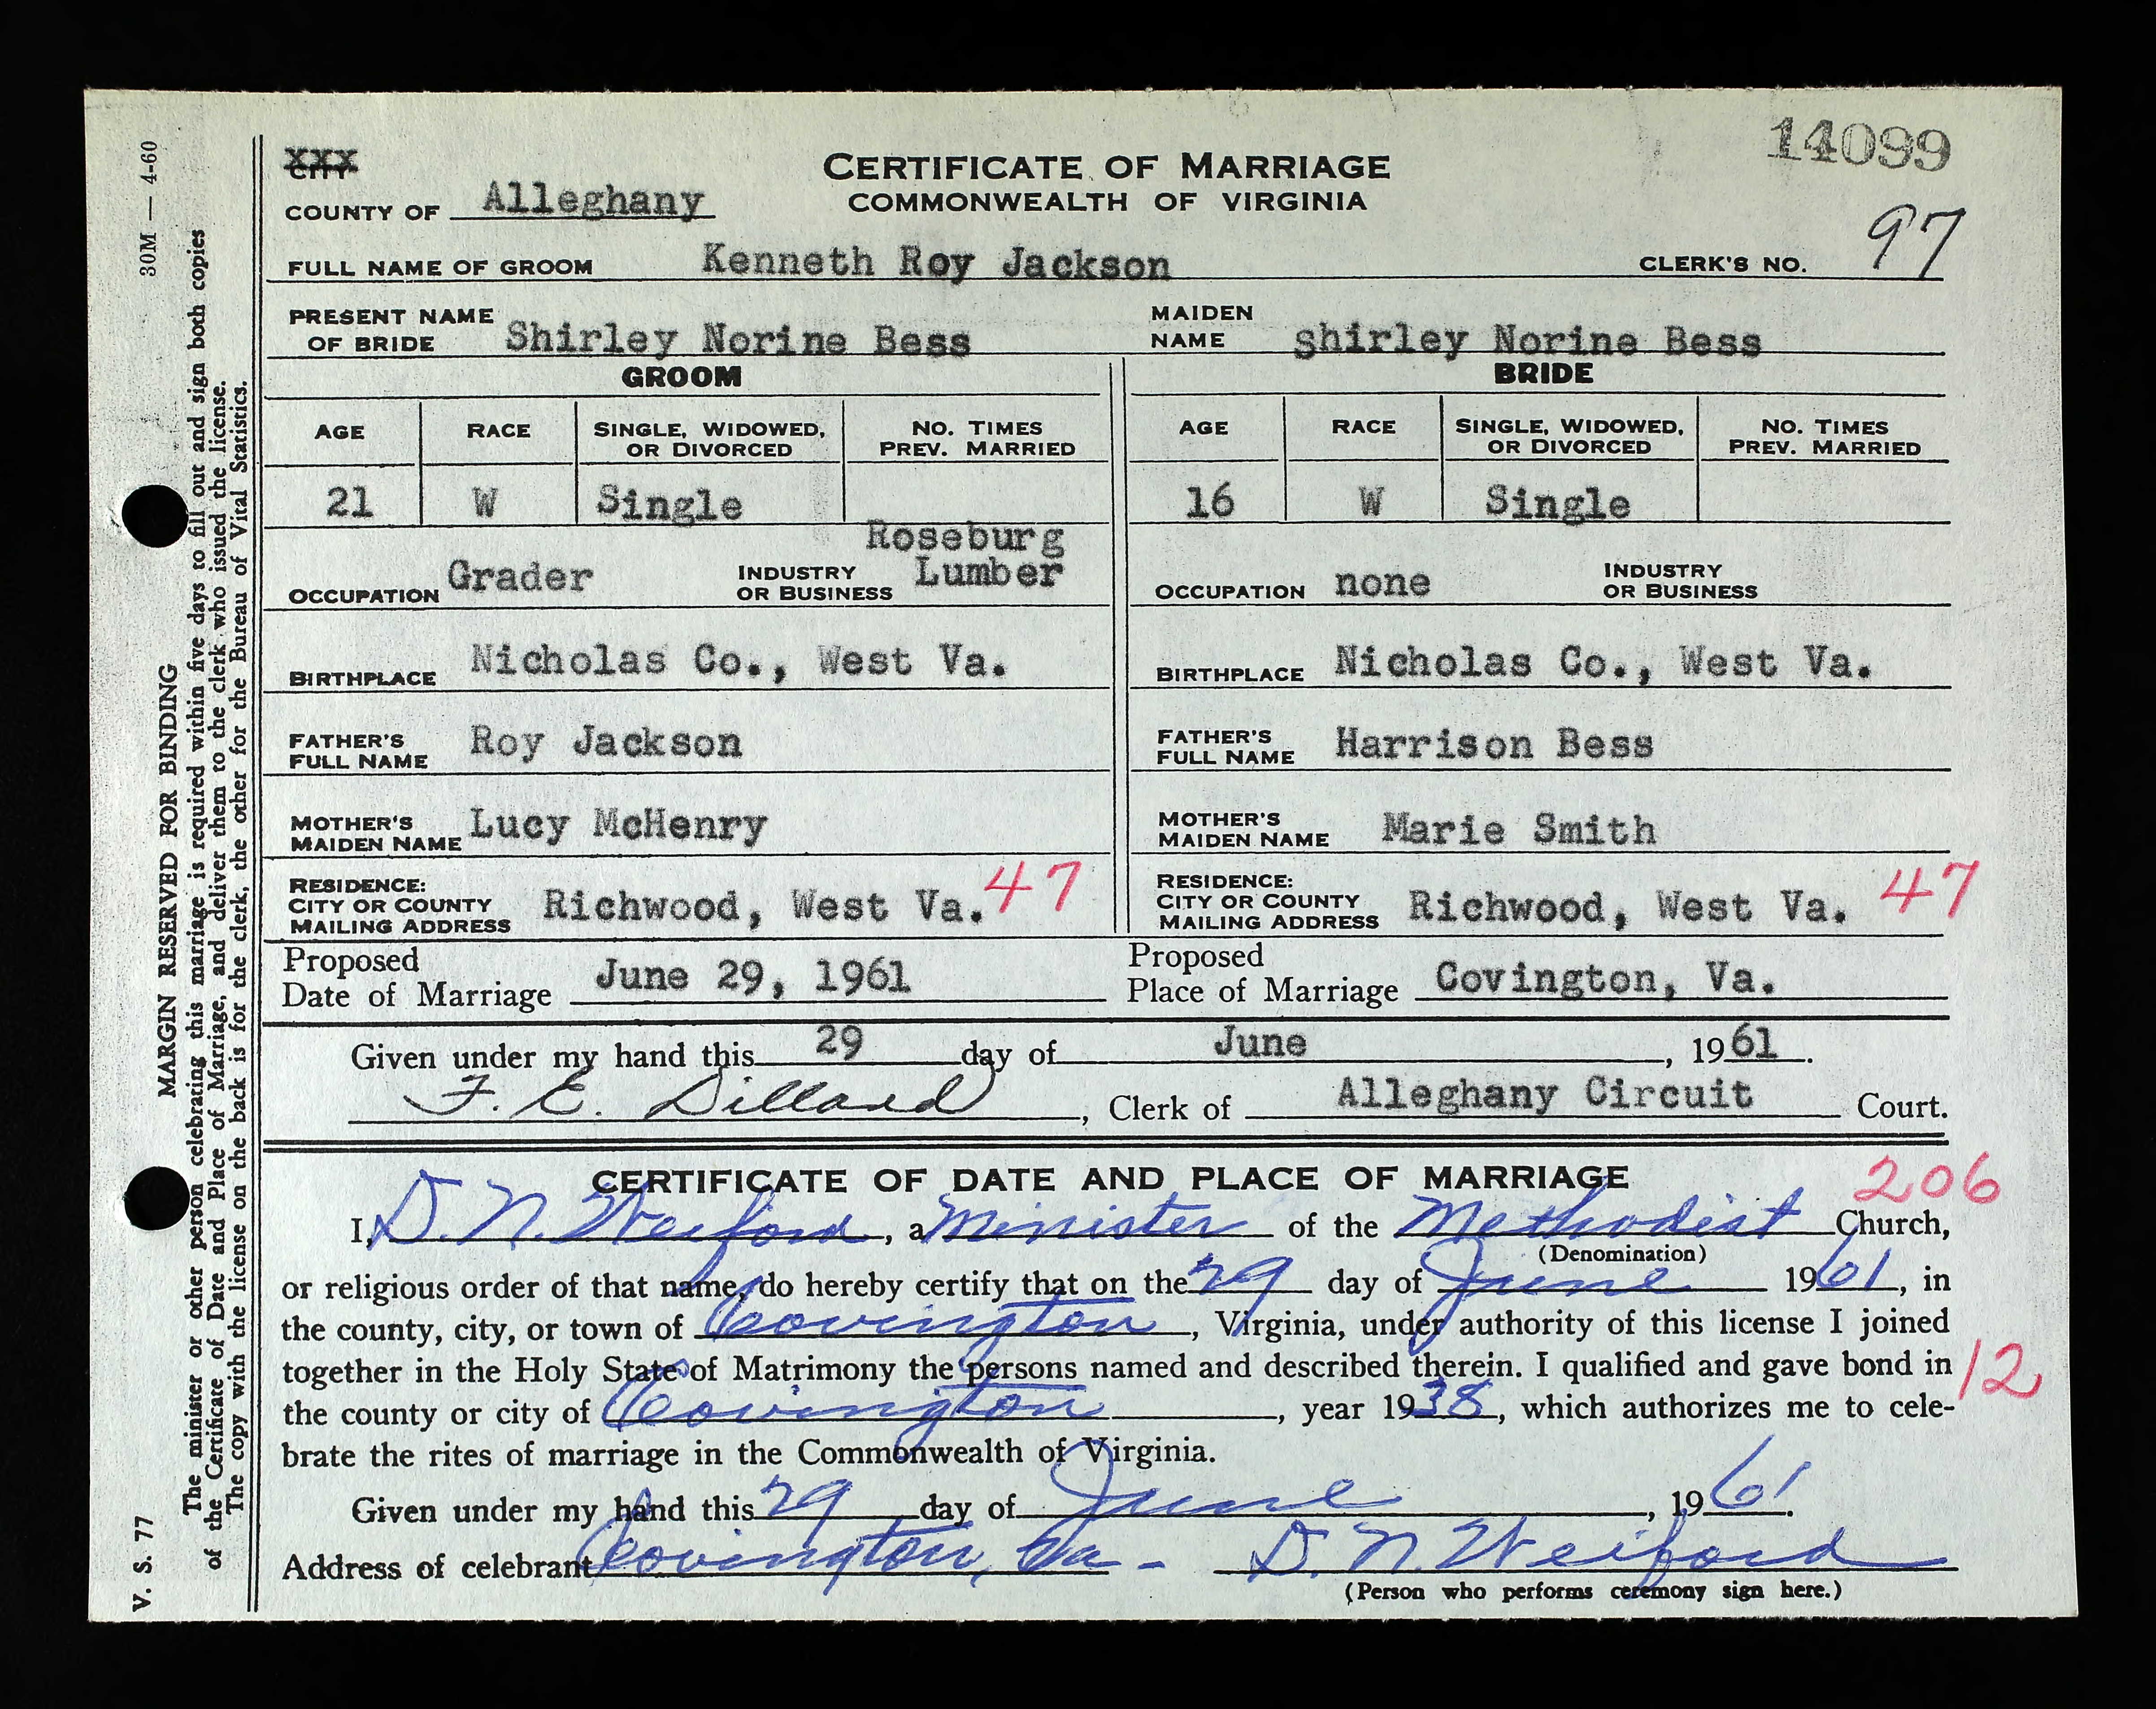 XXX
CITY
COUNTY OF Alleghany
CERTIFICATE OF MARRIAGE
COMMONWEALTH OF VIRGINIA
14099
FULL NAME OF GROOM Kenneth Roy Jackson CLERK'S NO. 97
PRESENT NAME OF BRIDE Shirley Norine Bess MAIDEN NAME Shirley Norine Bess
GROOM BRIDE
AGE RACE SINGLE, WIDOWED, OR DIVORCED NO. TIMES PREV. MARRIED AGE RACE SINGLE, WIDOWED, OR DIVORCED NO. TIMES PREV. MARRIED
21 W Single 16 W Single
OCCUPATION Grader INDUSTRY OR BUSINESS Roseburg Lumber OCCUPATION none INDUSTRY OR BUSINESS
BIRTHPLACE Nicholas Co., West Va. BIRTHPLACE Nicholas Co., West Va.
FATHER'S FULL NAME Roy Jackson FATHER'S FULL NAME Harrison Bess
MOTHER'S MAIDEN NAME Lucy McHenry MOTHER'S MAIDEN NAME Marie Smith
RESIDENCE: CITY OR COUNTY MAILING ADDRESS Richwood, West Va. 47 RESIDENCE: CITY OR COUNTY MAILING ADDRESS Richwood, West Va. 47
Proposed Date of Marriage June 29, 1961 Proposed Place of Marriage Covington, Va.
Given under my hand this 29 day of June, 1961.
F. E. Dillard, Clerk of Alleghany Circuit Court.
CERTIFICATE OF DATE AND PLACE OF MARRIAGE 206
I, D. N. Weiford, a Minister of the Methodist Church,
(Denomination)
or religious order of that name, do hereby certify that on the 29 day of June 1961, in
the county, city, or town of Covington, Virginia, under authority of this license I joined
together in the Holy State of Matrimony the persons named and described therein. I qualified and gave bond in 12
the county or city of Covington, year 1938, which authorizes me to cele-
brate the rites of marriage in the Commonwealth of Virginia.
Given under my hand this 29 day of June, 1961.
Address of celebrant Covington, Va - D. N. Weiford
(Person who performs ceremony sign here.)
V. S. 77 MARGIN RESERVED FOR BINDING 30M — 4-60
The minister or other person celebrating this marriage is required within five days to fill out and sign both copies
of the Certificate of Date and Place of Marriage, and deliver them to the clerk who issued the license.
The copy with the license on the back is for the clerk, the other for the Bureau of Vital Statistics.